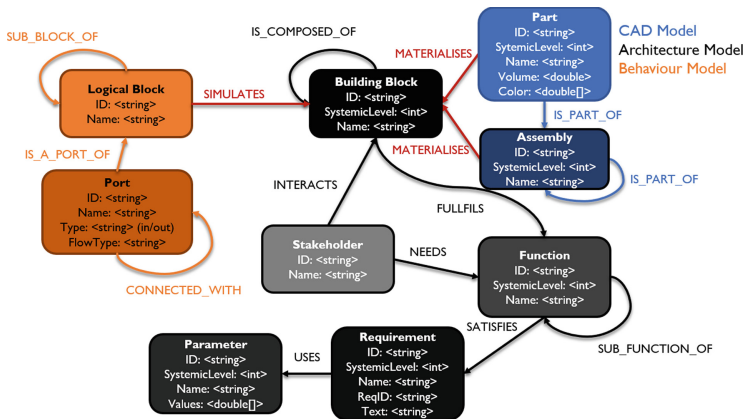 SUB_BLOCK_OF
Logical Block
ID: <string>
Name: <string>
IS_A_PORT_OF
Port
ID: <string>
Name: <string>
Type: <string> (in/out)
FlowType: <string>
CONNECTED_WITH
SIMULATES
IS_COMPOSED_OF
Building Block
ID: <string>
SystemicLevel: <int>
Name: <string>
MATERIALISES
MATERIALISES
Part
ID: <string>
SytemicLevel: <int>
Name: <string>
Volume: <double>
Color: <double[]>
CAD Model
Architecture Model
Behaviour Model
IS_PART_OF
Assembly
ID: <string>
SystemicLevel: <int>
Name: <string>
IS_PART_OF
INTERACTS
FULLFILS
Stakeholder
ID: <string>
Name: <string>
NEEDS
Function
ID: <string>
SystemicLevel: <int>
Name: <string>
SUB_FUNCTION_OF
SATISFIES
Requirement
ID: <string>
SystemicLevel: <int>
Name: <string>
ReqID: <string>
Text: <string>
USES
Parameter
ID: <string>
SystemicLevel: <int>
Name: <string>
Values: <double[]>